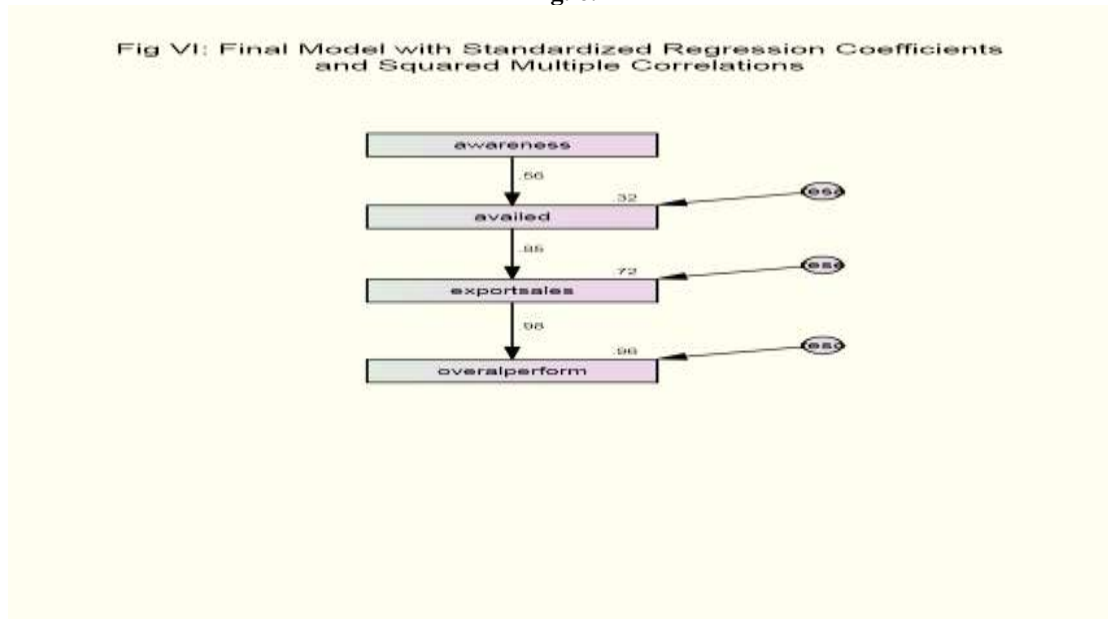 Fig VI: Final Model with Standardized Regression Coefficients
and Squared Multiple Correlations
awareness
.56
.32
availed
.85
.72
exportsales
.98
.96
overalperform